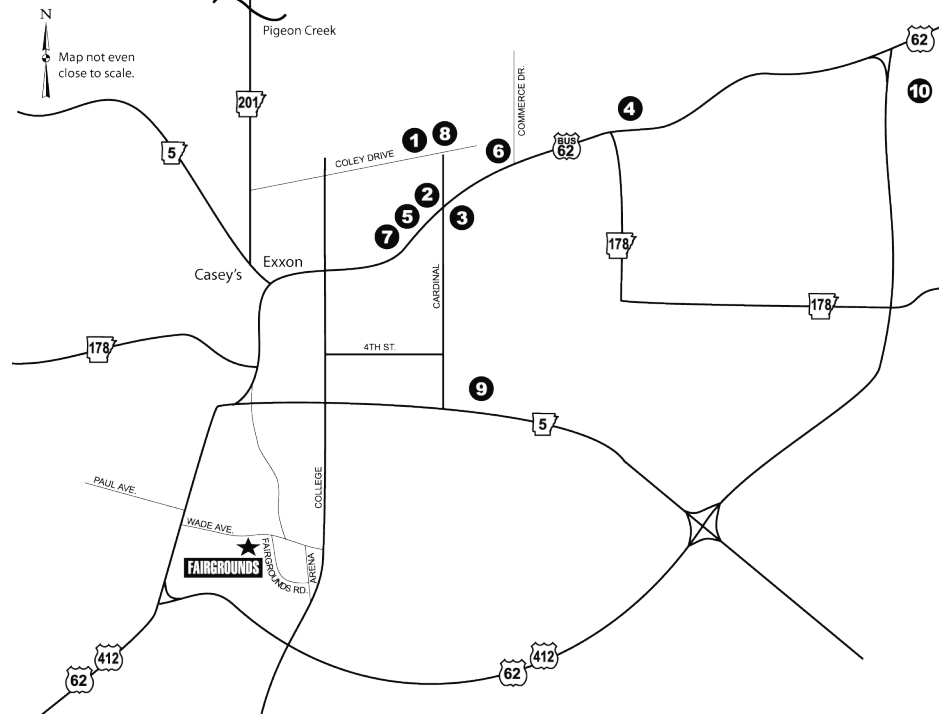 N
Pigeon Creek
Map not even
close to scale.
62
10
201
COMMERCE DR.
4
1
8
5
COLEY DRIVE
6
BUS
62
2
5
3
7
178
Exxon
Casey's
CARDINAL
178
178
4TH ST.
9
5
PAUL AVE.
COLLEGE
WADE AVE.
FAIRGROUNDS
FAIRGROUNDS RD.
ARENA
412
62
412
62